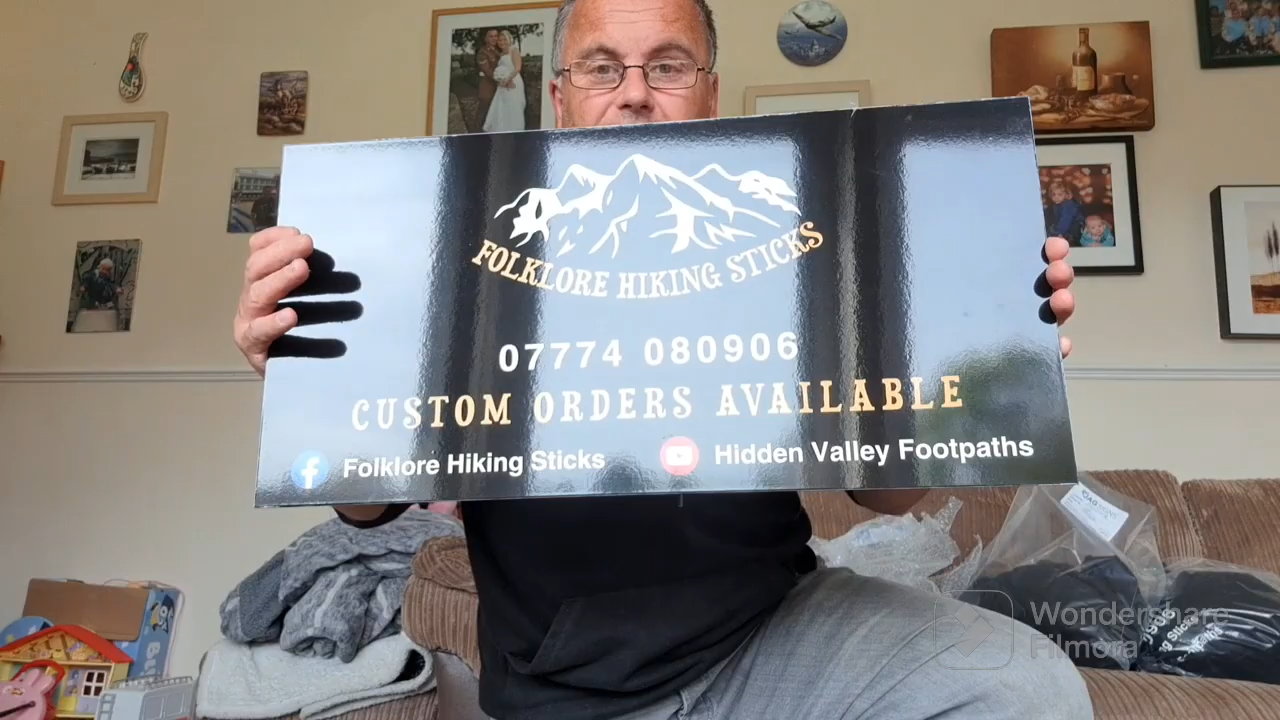 FOLKLORE HIKING STICKS
07774 080906
CUSTOM ORDERS AVAILABLE
Folklore Hiking Sticks
Hidden Valley Footpaths
Wondershare
Filmora